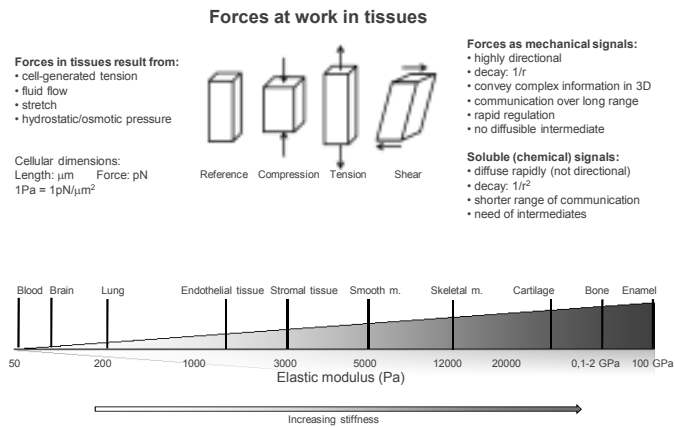 Forces at work in tissues
Forces in tissues result from:
• cell-generated tension
• fluid flow
• stretch
• hydrostatic/osmotic pressure
Cellular dimensions:
Length: μm Force: pN
1Pa = 1pN/μm²
Reference Compression Tension Shear
Forces as mechanical signals:
• highly directional
• decay: 1/r
• convey complex information in 3D
• communication over long range
• rapid regulation
• no diffusible intermediate
Soluble (chemical) signals:
• diffuse rapidly (not directional)
• decay: 1/r²
• shorter range of communication
• need of intermediates
Blood Brain Lung Endothelial tissue Stromal tissue Smooth m. Skeletal m. Cartilage Bone Enamel
50 200 1000 3000 5000 12000 20000 0,1-2 GPa 100 GPa
Elastic modulus (Pa)
Increasing stiffness